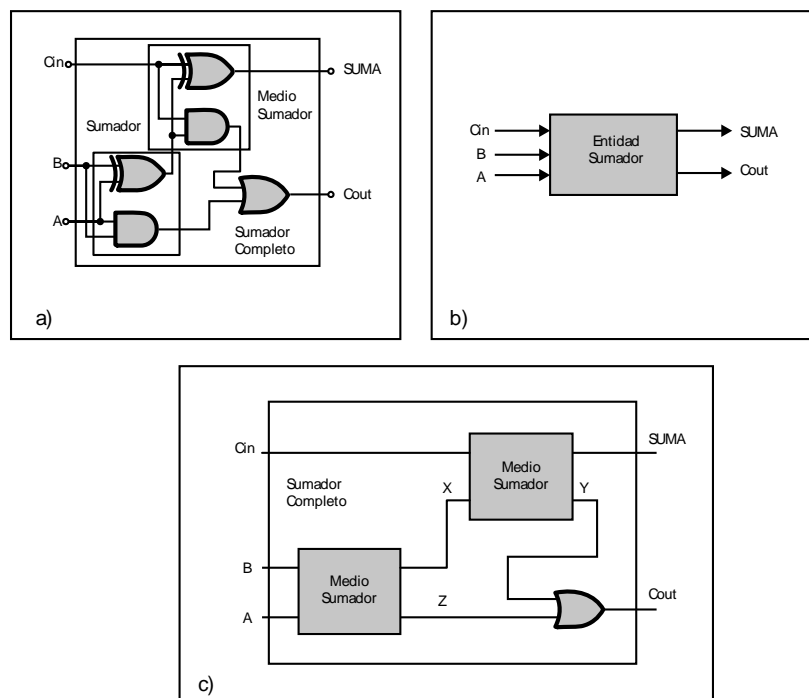 Cin
SUMA
Medio
Sumador
Sumador
B
A
Cout
Sumador
Completo
a)
Cin
B
A
Entidad
Sumador
SUMA
Cout
b)
Cin
SUMA
Medio
Sumador
Sumador
Completo
X
Y
B
A
Medio
Sumador
Z
Cout
c)